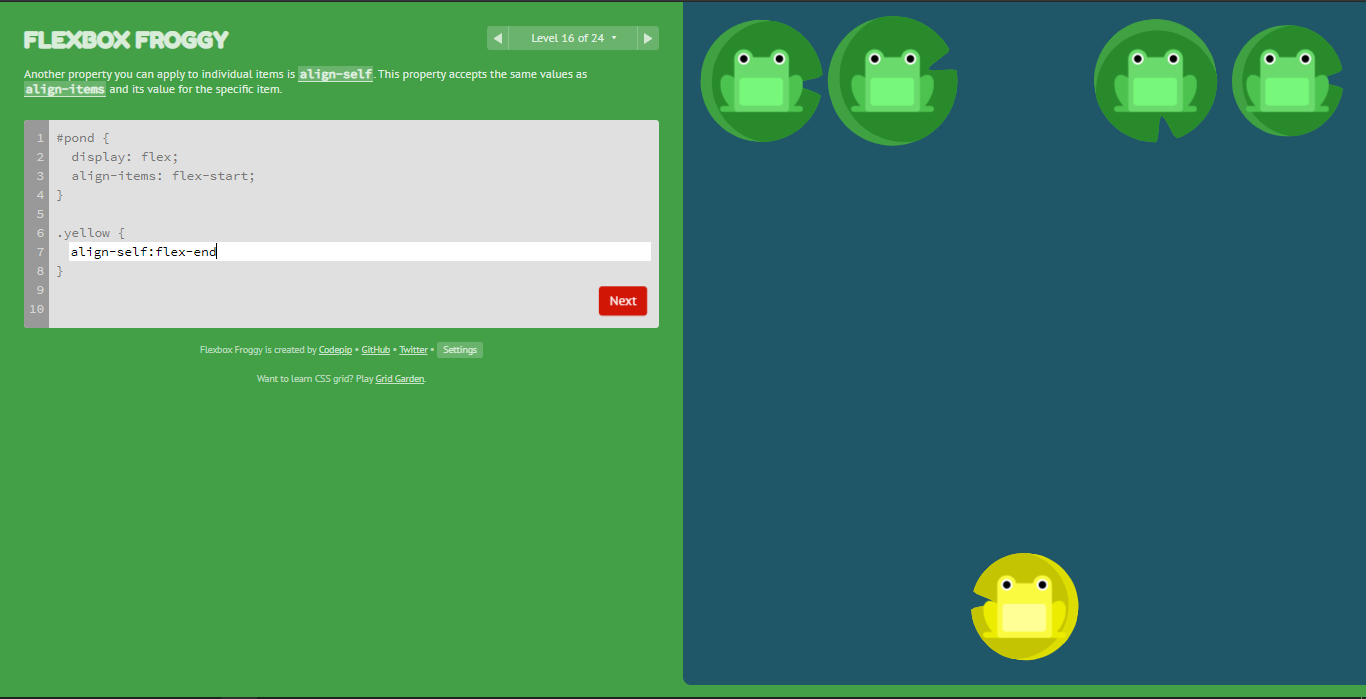 FLEXBOX FROGGY
◀ Level 16 of 24 ▾ ▶
Another property you can apply to individual items is align-self. This property accepts the same values as
align-items and its value for the specific item.
1 #pond {
2 display: flex;
3 align-items: flex-start;
4 }
5
6 .yellow {
7 align-self:flex-end
8 }
9
10
Next
Flexbox Froggy is created by Codepip • GitHub • Twitter • Settings
Want to learn CSS grid? Play Grid Garden.